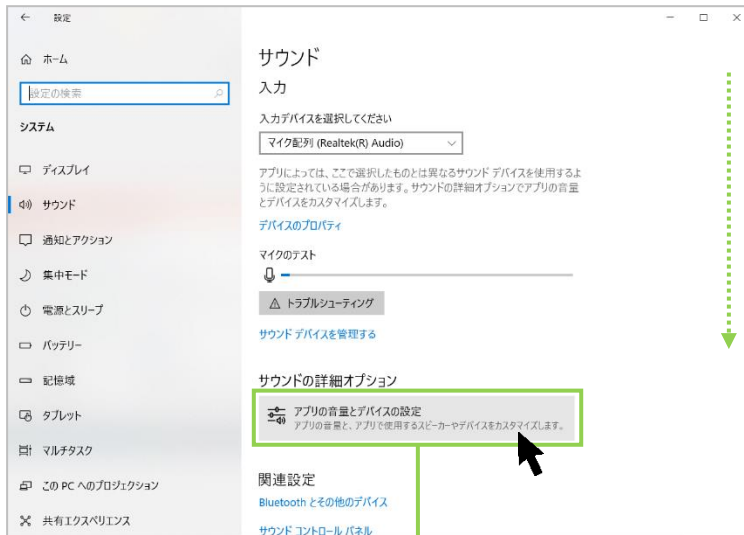 設定
ホーム
設定の検索
システム
ディスプレイ
サウンド
通知とアクション
集中モード
電源とスリープ
バッテリー
記憶域
タブレット
マルチタスク
この PC へのプロジェクション
共有エクスペリエンス
サウンド
入力
入力デバイスを選択してください
マイク配列 (Realtek(R) Audio)
アプリによっては、ここで選択したものとは異なるサウンド デバイスを使用するよ
うに設定されている場合があります。サウンドの詳細オプションでアプリの音量
とデバイスをカスタマイズします。
デバイスのプロパティ
マイクのテスト
トラブルシューティング
サウンド デバイスを管理する
サウンドの詳細オプション
アプリの音量とデバイスの設定
アプリの音量と、アプリで使用するスピーカーやデバイスをカスタマイズします。
関連設定
Bluetooth とその他のデバイス
サウンド コントロール パネル